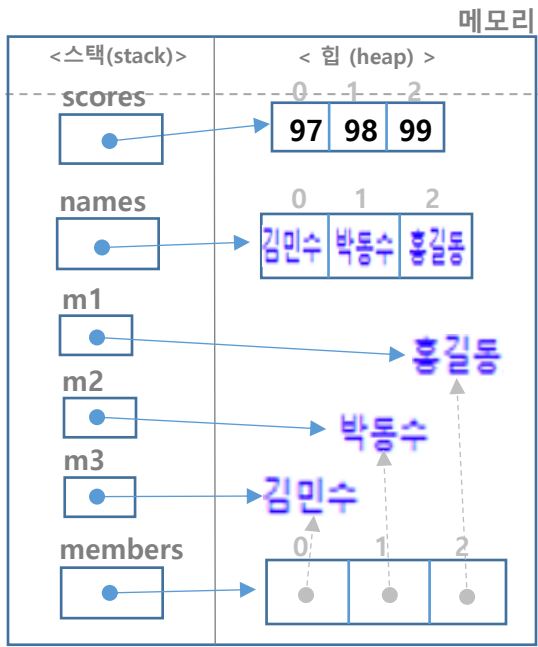 메모리
<스택(stack)> < 힙 (heap) >
scores 0 1 2
97 98 99
names 0 1 2
김민수 박동수 홍길동
m1
홍길동
m2
박동수
m3
김민수
members 0 1 2